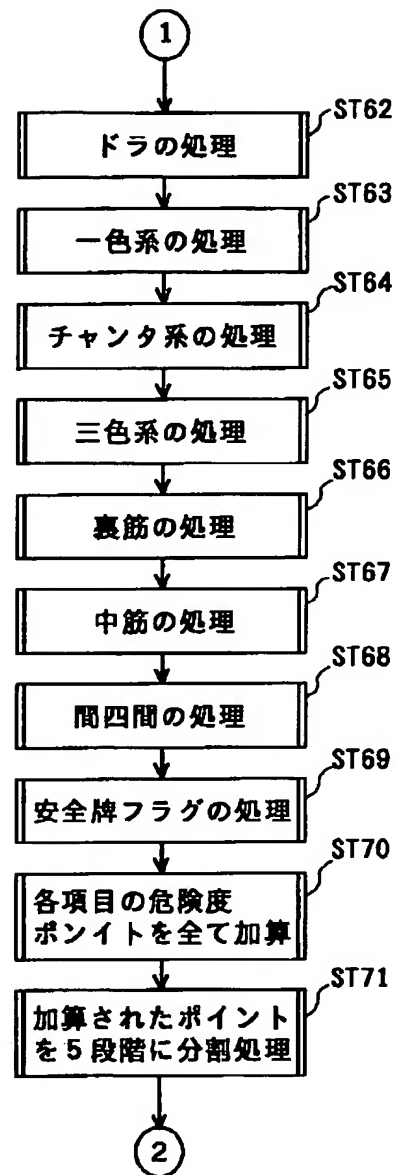 1
ST62
ドラの処理
ST63
一色系の処理
ST64
チャンタ系の処理
ST65
三色系の処理
ST66
裏筋の処理
ST67
中筋の処理
ST68
間四間の処理
ST69
安全牌フラグの処理
ST70
各項目の危険度
ポンイトを全て加算
ST71
加算されたポイント
を5段階に分割処理
2